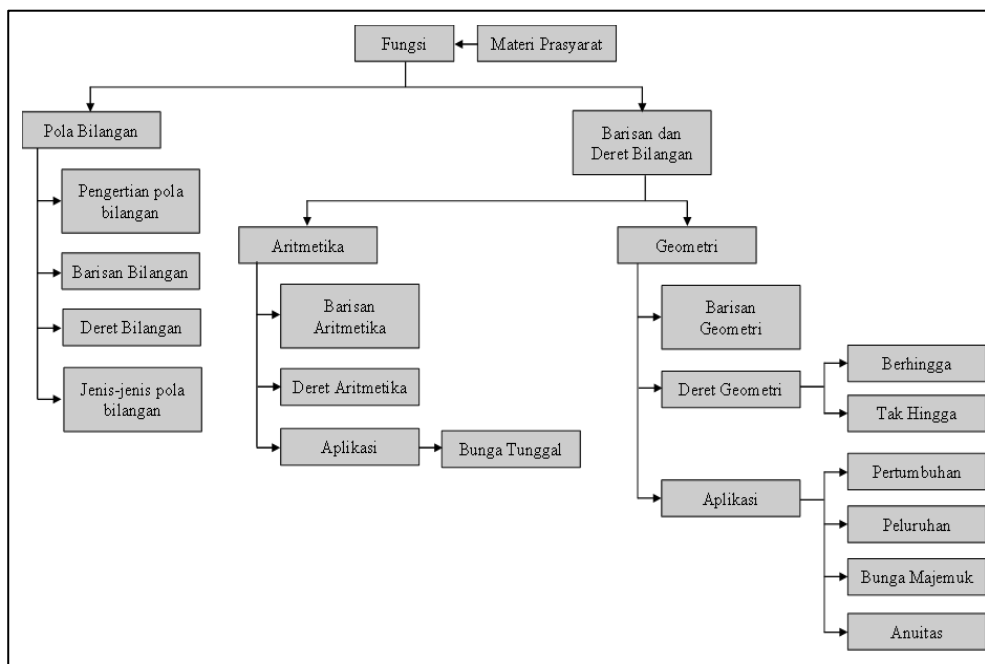 Fungsi
Materi Prasyarat
Pola Bilangan
Barisan dan
Deret Bilangan
Pengertian pola
bilangan
Barisan Bilangan
Deret Bilangan
Jenis-jenis pola
bilangan
Aritmetika
Barisan
Aritmetika
Deret Aritmetika
Aplikasi
Bunga Tunggal
Geometri
Barisan
Geometri
Deret Geometri
Berhingga
Tak Hingga
Aplikasi
Pertumbuhan
Peluruhan
Bunga Majemuk
Anuitas